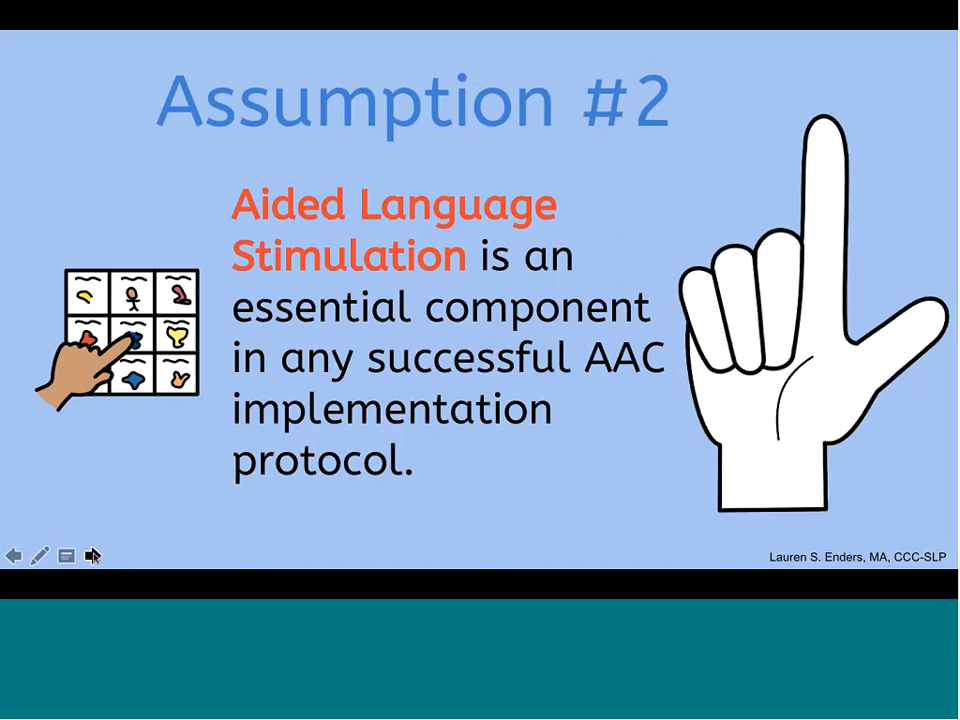 Assumption #2
Aided Language
Stimulation is an
essential component
in any successful AAC
implementation
protocol.
Lauren S. Enders, MA, CCC-SLP